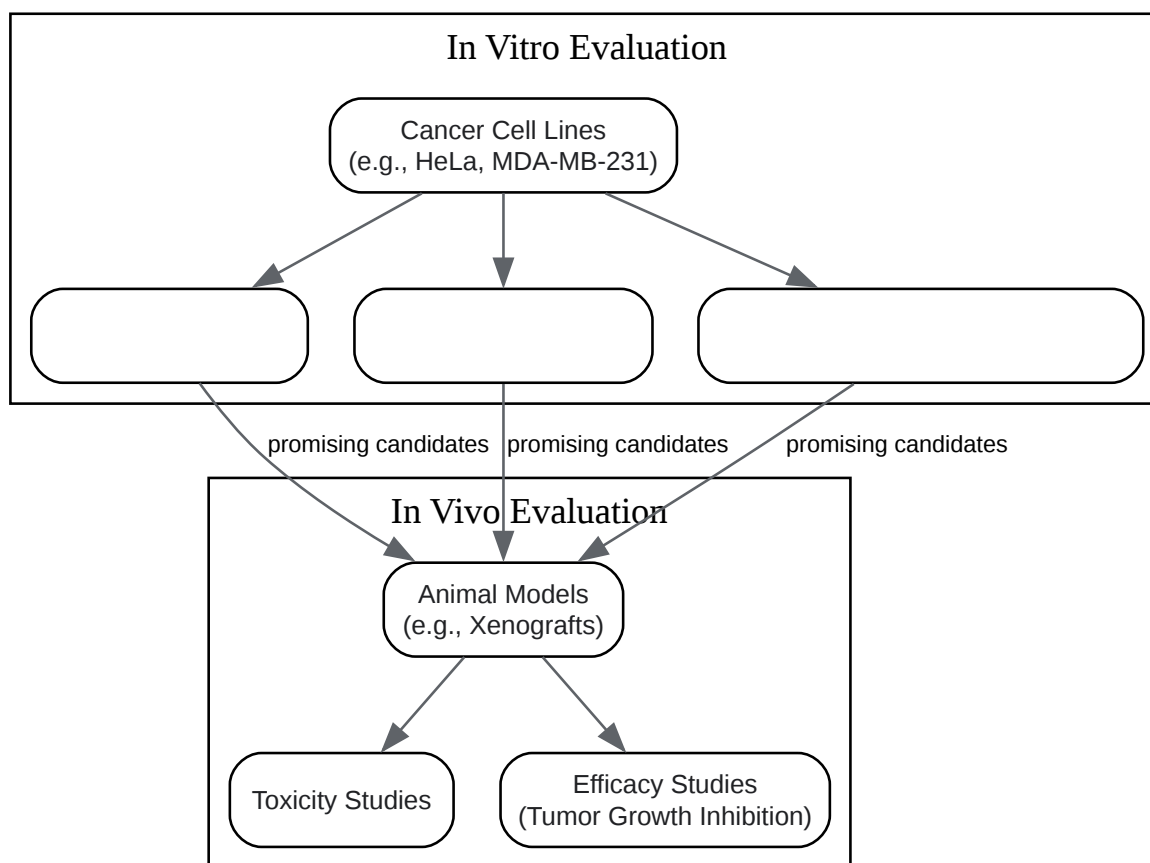 In Vitro Evaluation
Cancer Cell Lines
(e.g., HeLa, MDA-MB-231)
promising candidates
promising candidates
promising candidates
In Vivo Evaluation
Animal Models
(e.g., Xenografts)
Toxicity Studies
Efficacy Studies
(Tumor Growth Inhibition)